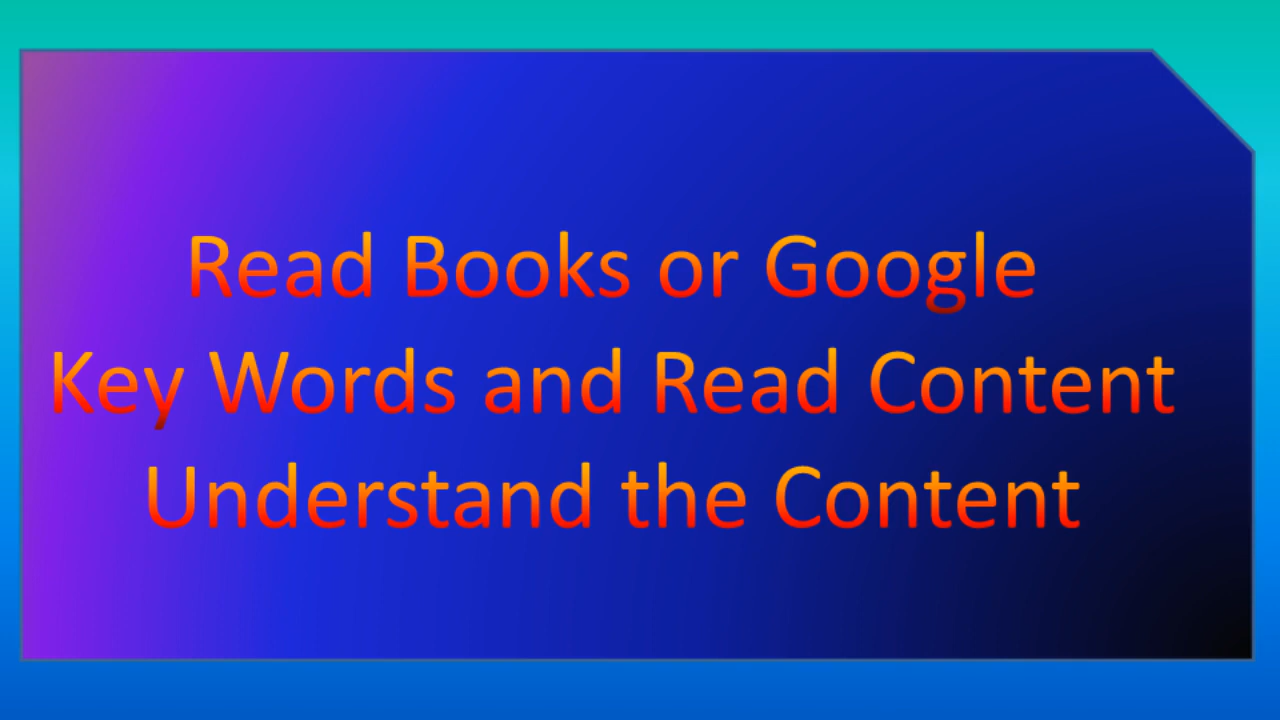 Read Books or Google
Key Words and Read Content
Understand the Content